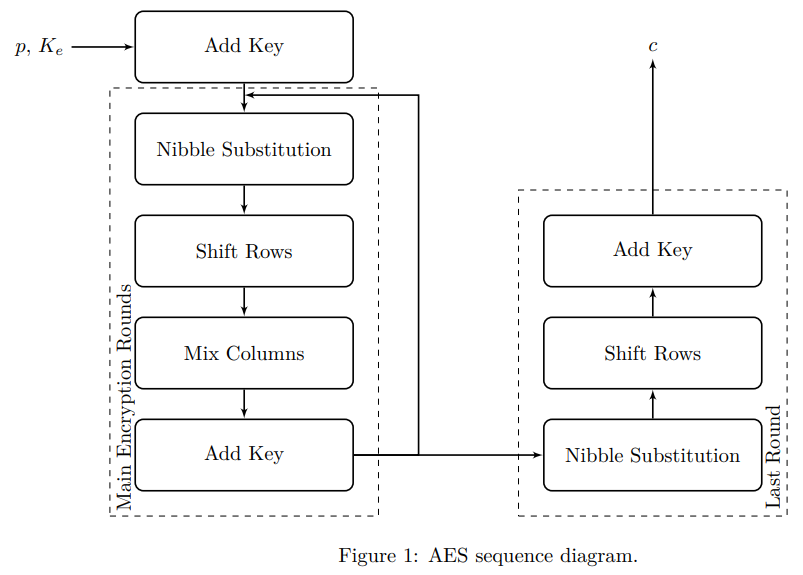 p, Kₑ
Add Key
Nibble Substitution
Shift Rows
Mix Columns
Add Key
Main Encryption Rounds
c
Add Key
Shift Rows
Nibble Substitution
Last Round
Figure 1: AES sequence diagram.